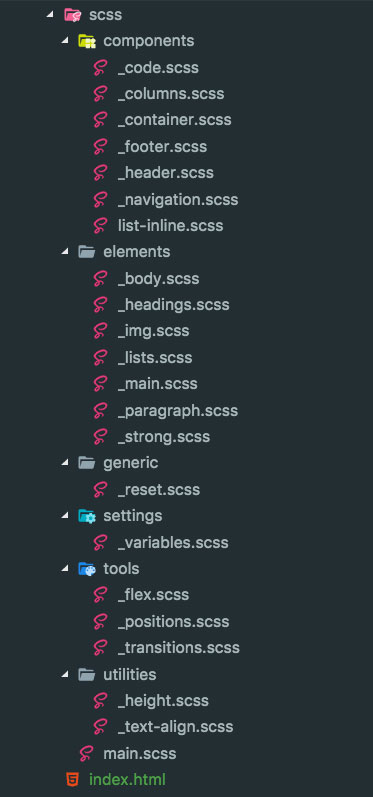 scss
components
_code.scss
_columns.scss
_container.scss
_footer.scss
_header.scss
_navigation.scss
list-inline.scss
elements
_body.scss
_headings.scss
_img.scss
_lists.scss
_main.scss
_paragraph.scss
_strong.scss
generic
_reset.scss
settings
_variables.scss
tools
_flex.scss
_positions.scss
_transitions.scss
utilities
_height.scss
_text-align.scss
main.scss
index.html